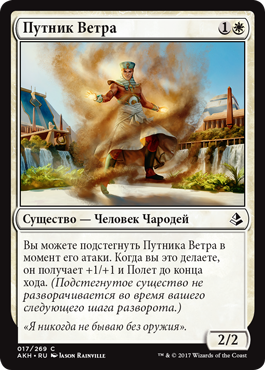 Путник Ветра 1
Существо — Человек Чародей
Вы можете подстегнуть Путника Ветра в
момент его атаки. Когда вы это делаете,
он получает +1/+1 и Полет до конца
хода. (Подстегнутое существо не
разворачивается во время вашего
следующего шага разворота.)
«Я никогда не бываю без оружия».
2/2
017/269 C
AKH • RU Jason Rainville
™ & © 2017 Wizards of the Coast